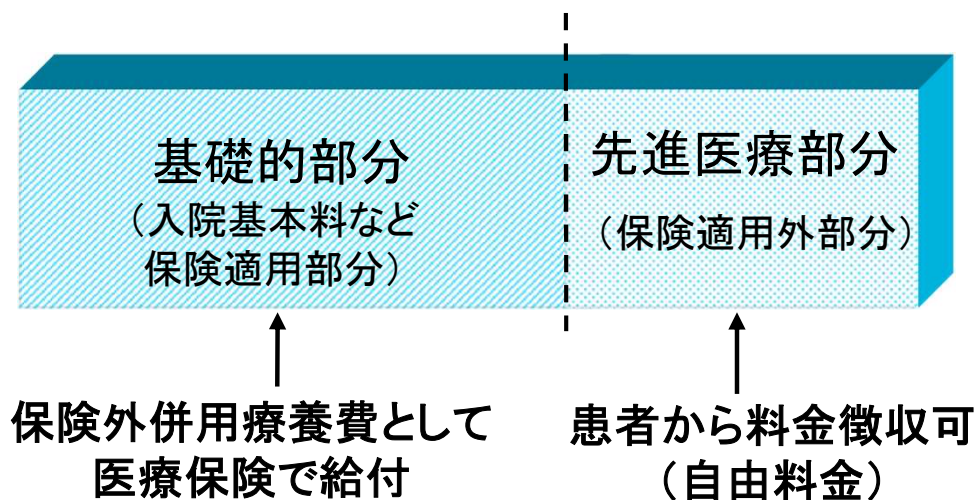 基礎的部分
(入院基本料など
保険適用部分)
先進医療部分
(保険適用外部分)
保険外併用療養費として
医療保険で給付
患者から料金徴収可
(自由料金)